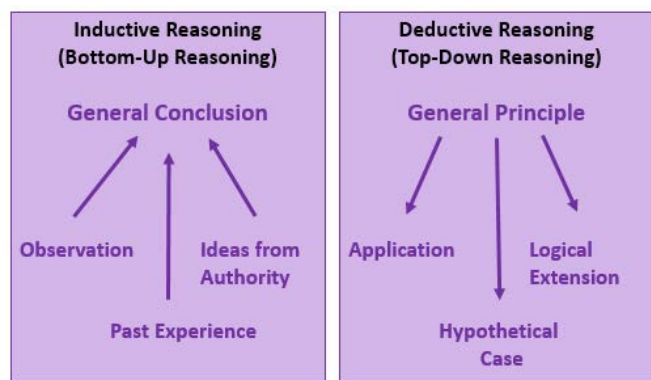 Inductive Reasoning
(Bottom-Up Reasoning)
General Conclusion
Observation
Ideas from
Authority
Past Experience
Deductive Reasoning
(Top-Down Reasoning)
General Principle
Application
Logical
Extension
Hypothetical
Case